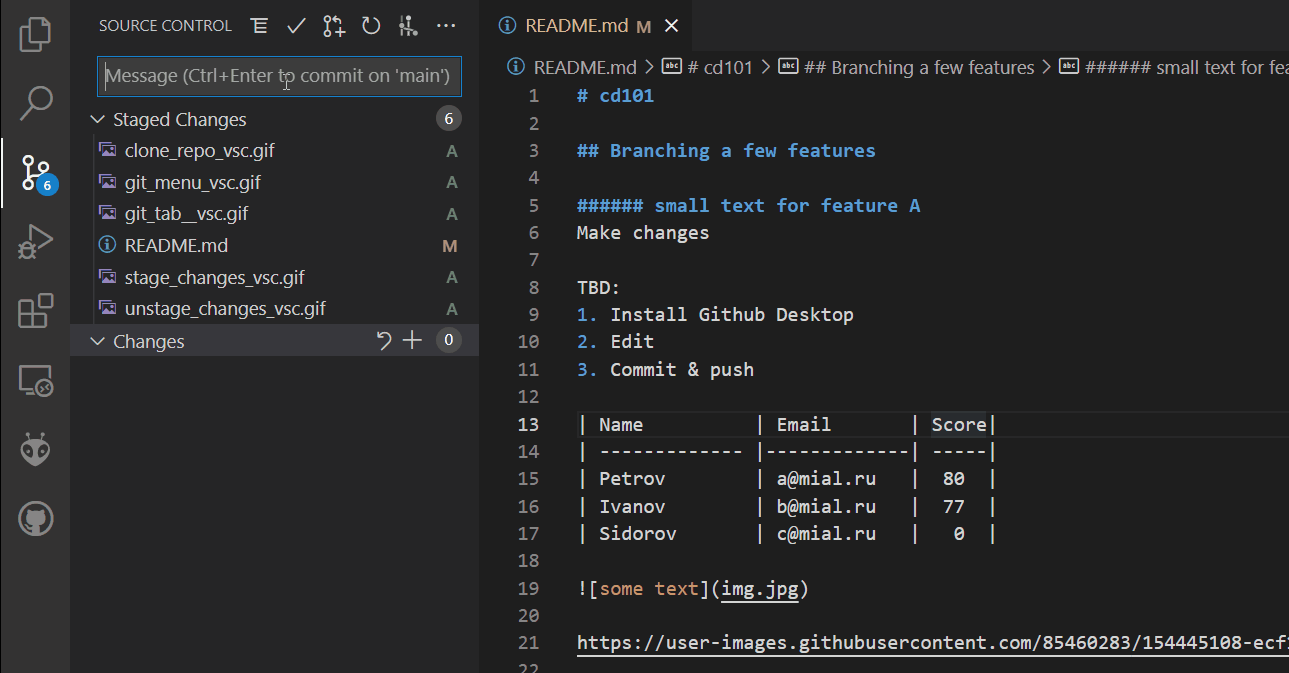 SOURCE CONTROL
Message (Ctrl+Enter to commit on 'main')
Staged Changes 6
clone_repo_vsc.gif A
git_menu_vsc.gif A
git_tab__vsc.gif A
README.md M
stage_changes_vsc.gif A
unstage_changes_vsc.gif A
Changes 0
6
README.md M
README.md > # cd101 > ## Branching a few features > ###### small text for fea
1 # cd101
2
3 ## Branching a few features
4
5 ###### small text for feature A
6 Make changes
7
8 TBD:
9 1. Install Github Desktop
10 2. Edit
11 3. Commit & push
12
13 | Name | Email | Score|
14 | ------------- |-------------| -----|
15 | Petrov | a@mial.ru | 80 |
16 | Ivanov | b@mial.ru | 77 |
17 | Sidorov | c@mial.ru | 0 |
18
19 ![some text](img.jpg)
20
21 https://user-images.githubusercontent.com/85460283/154445108-ecf
22